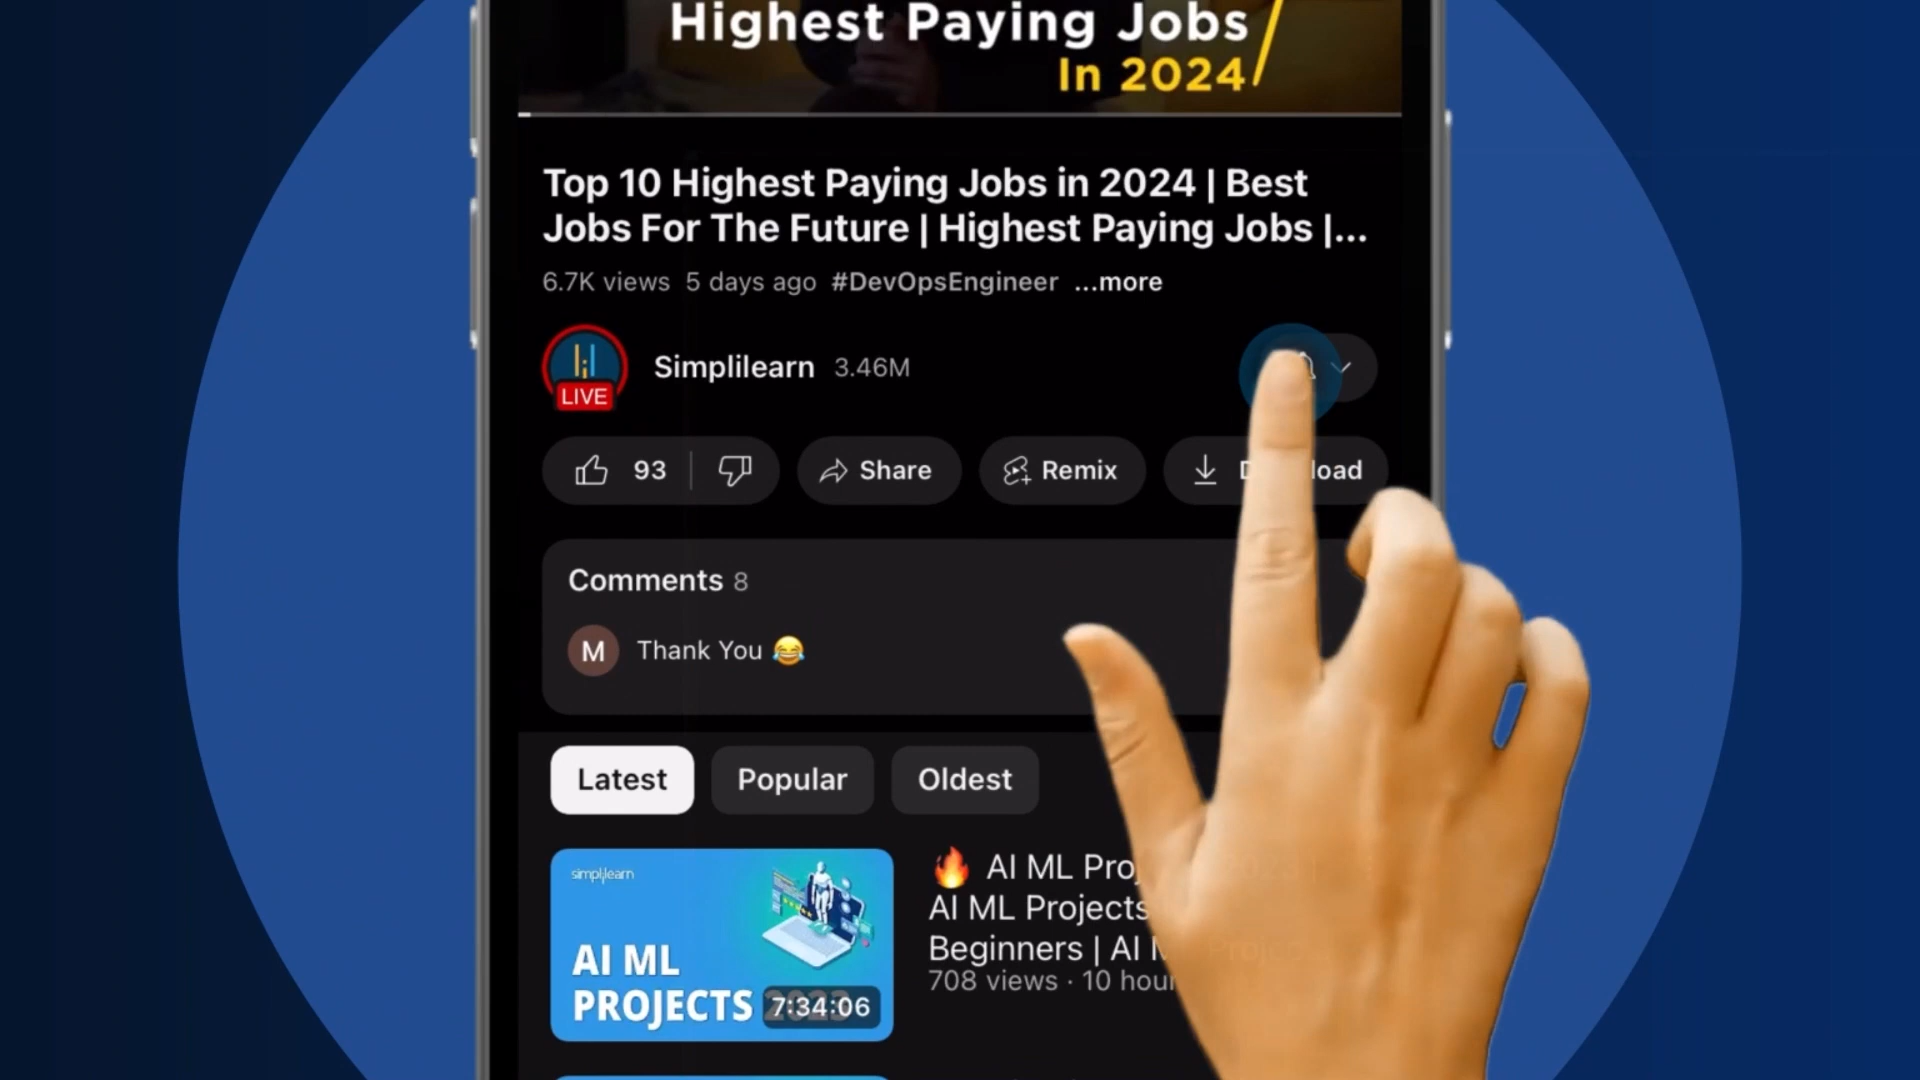 Highest Paying Jobs
In 2024
Top 10 Highest Paying Jobs in 2024 | Best
Jobs For The Future | Highest Paying Jobs |...
6.7K views 5 days ago #DevOpsEngineer ...more
LIVE
Simplilearn 3.46M
93
Share
Remix
Comments 8
M Thank You 😂
Latest
Popular
Oldest
simplilearn
AI ML
PROJECTS
7:34:06
🔥 AI ML
AI ML Projects
Beginners | AI
708 views · 10